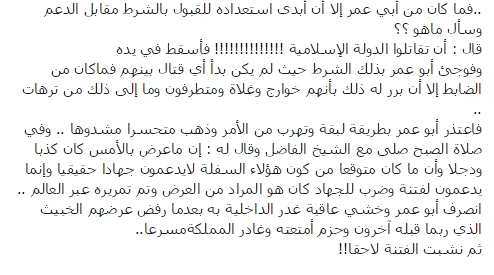 ..فما كان من أبي عمر إلا أن أبدى استعداده للقبول بالشرط مقابل الدعم
وسأل ماهو ؟؟
قال : أن تقاتلوا الدولة الإسلامية !!!!!!!!!!!!!! فأسقط في يده
وفوجئ أبو عمر بذلك الشرط حيث لم يكن بدأ أي قتال بينهم فماكان من
الضابط إلا أن برر له ذلك بأنهم خوارج وغلاة ومتطرفون وما إلى ذلك من ترهات
..
فاعتذر أبو عمر بطريقة لبقة وتهرب من الأمر وذهب متحسرا مشدوها .. وفي
صلاة الصبح صلى مع الشيخ الفاضل وقال له : إن ماعرض بالأمس كان كذبا
ودجلا وأن ما كان متوقعا من كون هؤلاء السفلة لايدعمون جهادا حقيقيا وإنما
يدعمون لفتنة وضرب للجهاد كان هو المراد من العرض وتم تمريره عبر العالم ..
انصرف أبو عمر وخشي عاقبة غدر الداخلية به بعدما رفض عرضهم الخبيث
الذي ربما قبله آخرون وحزم أمتعته وغادر المملكةمسرعا..
ثم نشبت الفتنة لاحقا!!